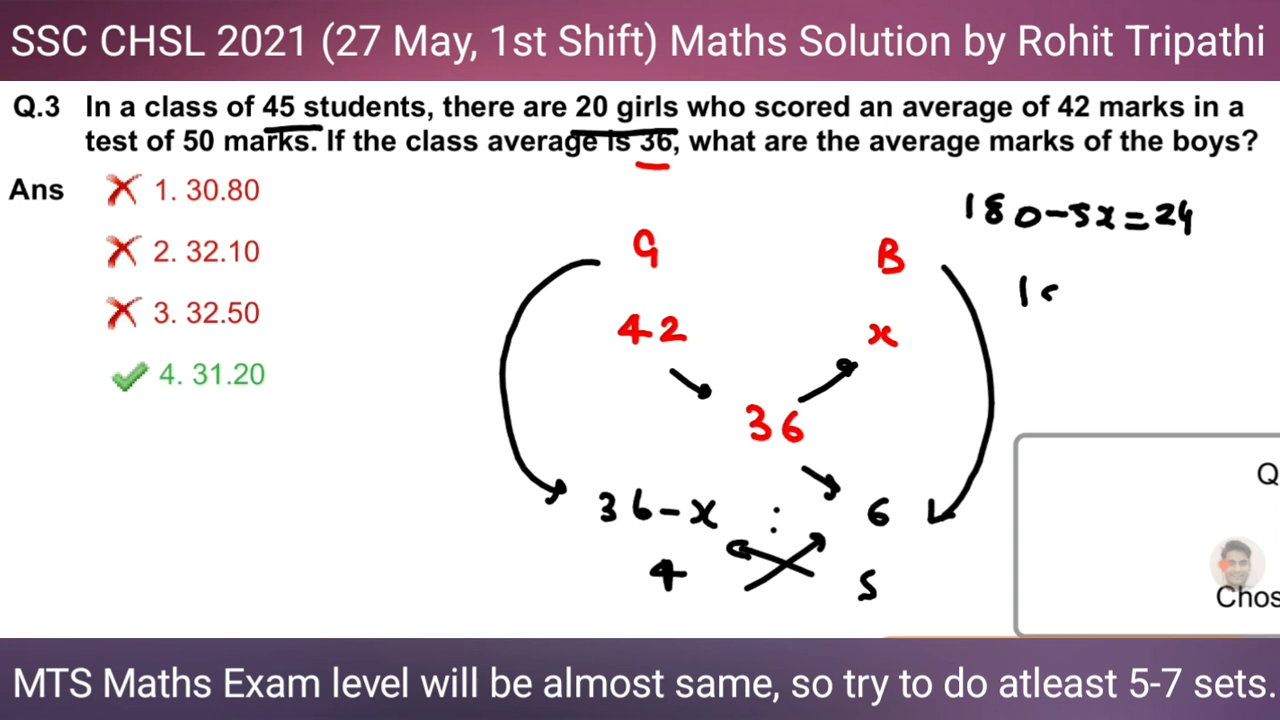 SSC CHSL 2021 (27 May, 1st Shift) Maths Solution by Rohit Tripathi
Q.3 In a class of 45 students, there are 20 girls who scored an average of 42 marks in a
test of 50 marks. If the class average is 36, what are the average marks of the boys?
Ans 1. 30.80
2. 32.10
3. 32.50
4. 31.20
180-5x=24
G B
42 x
36
36-x : 6
4 5
Q
Chos
MTS Maths Exam level will be almost same, so try to do atleast 5-7 sets.